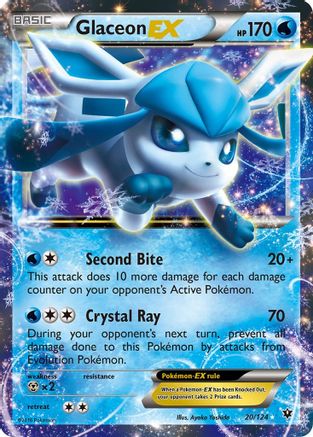 BASIC Glaceon EX HP 170
Second Bite 20+
This attack does 10 more damage for each damage
counter on your opponent's Active Pokémon.
Crystal Ray 70
During your opponent's next turn, prevent all
damage done to this Pokémon by attacks from
Evolution Pokémon.
weakness resistance
×2
Pokémon-EX rule
When a Pokémon-EX has been Knocked Out,
your opponent takes 2 Prize cards.
retreat
©2016 Pokémon
Illus. Ayaka Yoshida 20/124